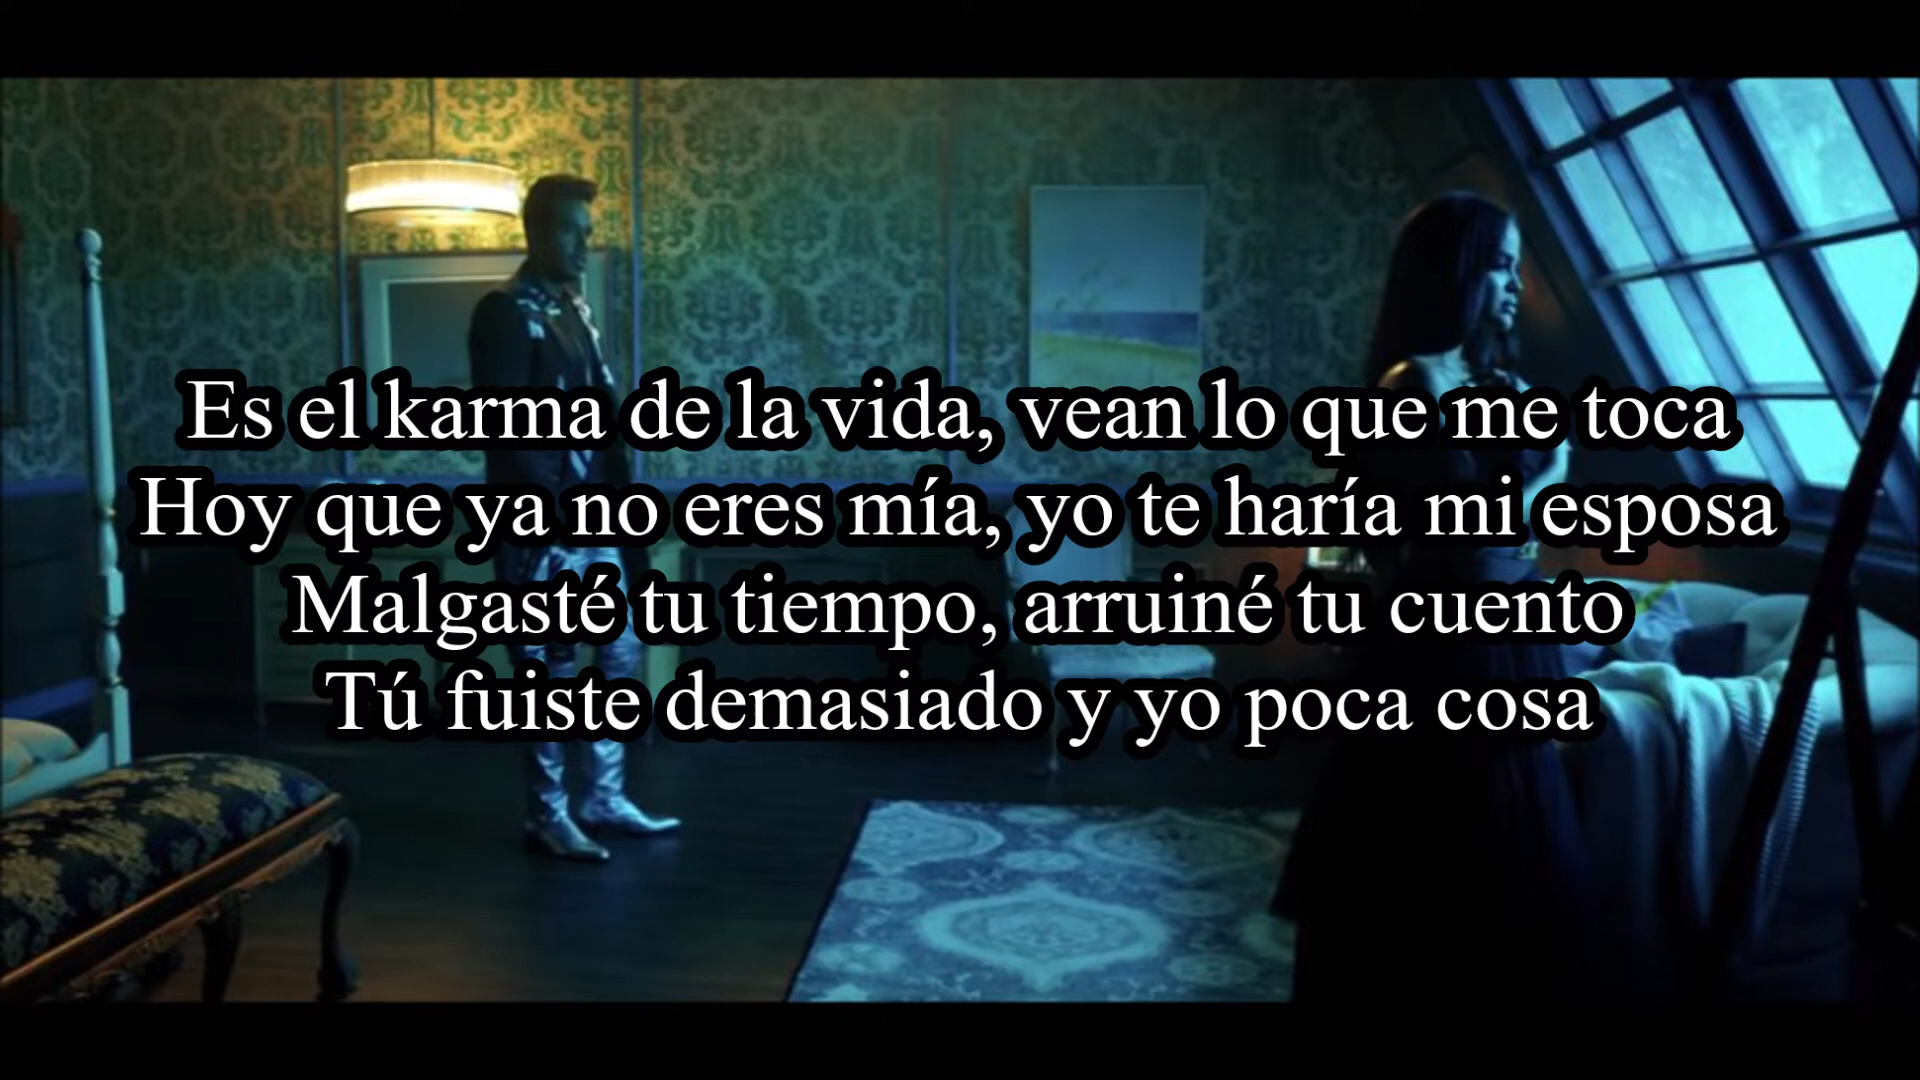 Es el karma de la vida, vean lo que me toca
Hoy que ya no eres mía, yo te haría mi esposa
Malgasté tu tiempo, arruiné tu cuento
Tú fuiste demasiado y yo poca cosa